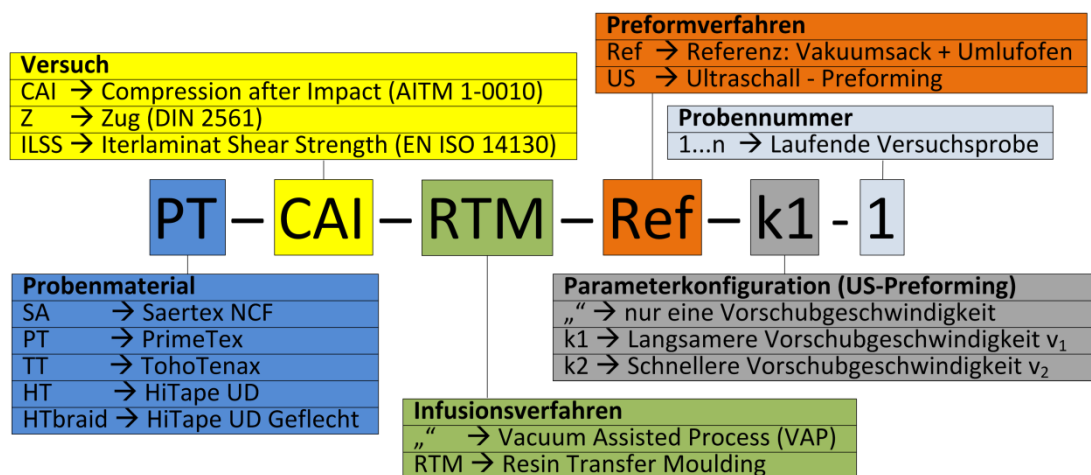 Preformverfahren
Ref → Referenz: Vakuumsack + Umlufofen
US → Ultraschall - Preforming
Versuch
CAI → Compression after Impact (AITM 1-0010)
Z → Zug (DIN 2561)
ILSS → Iterlaminat Shear Strength (EN ISO 14130)
Probennummer
1...n → Laufende Versuchsprobe
PT – CAI – RTM – Ref – k1 - 1
Probenmaterial
SA → Saertex NCF
PT → PrimeTex
TT → TohoTenax
HT → HiTape UD
HTbraid → HiTape UD Geflecht
Parameterkonfiguration (US-Preforming)
„“ → nur eine Vorschubgeschwindigkeit
k1 → Langsamere Vorschubgeschwindigkeit v₁
k2 → Schnellere Vorschubgeschwindigkeit v₂
Infusionsverfahren
„“ → Vacuum Assisted Process (VAP)
RTM → Resin Transfer Moulding